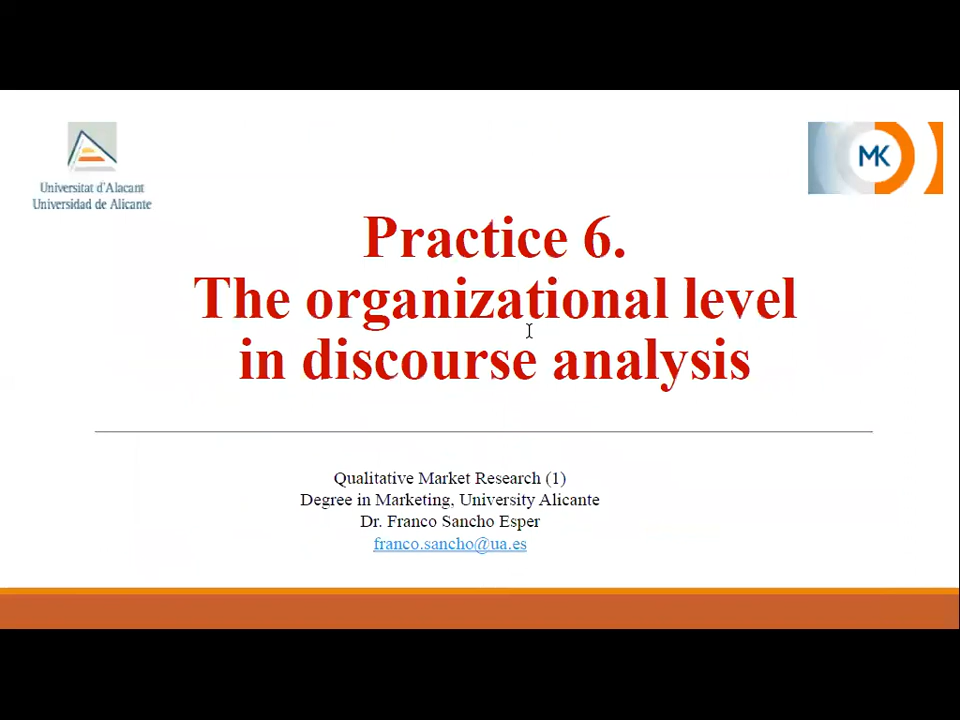 Universitat d'Alacant
Universidad de Alicante
MK
Practice 6.
The organizational level
in discourse analysis
Qualitative Market Research (1)
Degree in Marketing, University Alicante
Dr. Franco Sancho Esper
franco.sancho@ua.es